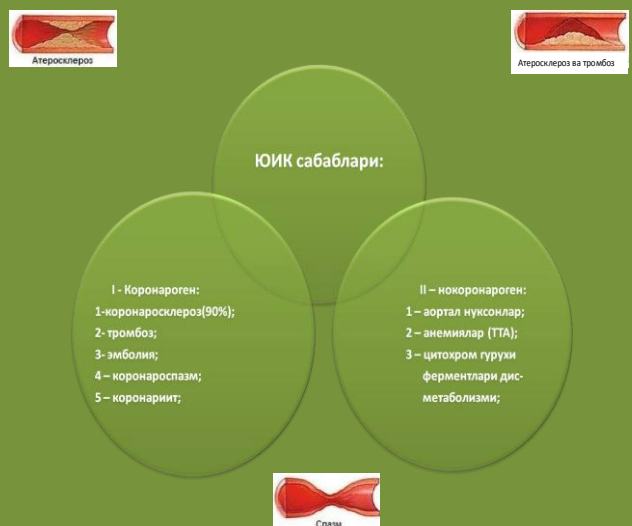 Атеросклероз
Атеросклероз ва тромбоз
ЮИК сабаблари:
I - Коронароген:
1-коронаросклероз(90%);
2- тромбоз;
3- эмболия;
4 – коронароспазм;
5 – коронариит;
II – нокоронароген:
1 – аортал нуксонлар;
2 – анемиялар (ТТА);
3 – цитохром гурухи
ферментлари дис-
метаболизми;
Спазм